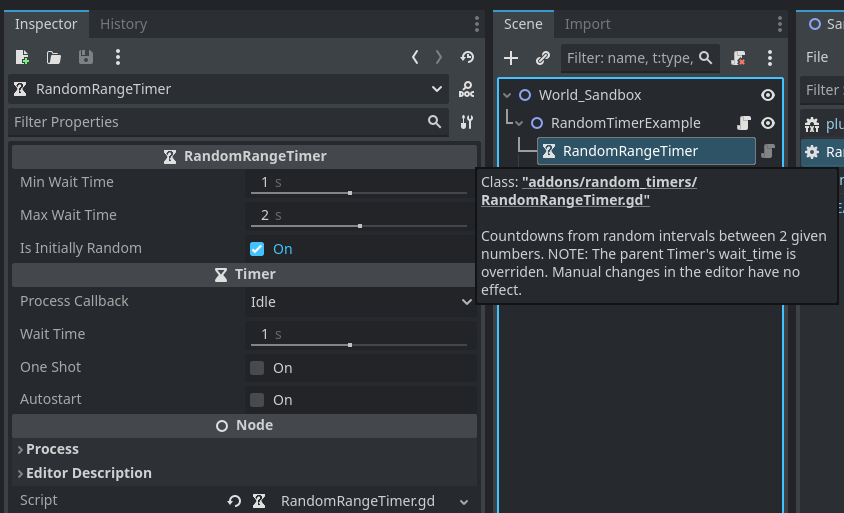 Inspector
History
RandomRangeTimer
DOC
Filter Properties
RandomRangeTimer
Min Wait Time
1 s
Max Wait Time
2 s
Is Initially Random
On
Timer
Process Callback
Idle
Wait Time
1 s
One Shot
On
Autostart
On
Node
Process
Editor Description
Script
RandomRangeTimer.gd
Scene
Import
Filter: name, t:type,
World_Sandbox
RandomTimerExample
RandomRangeTimer
Class: "addons/random_timers/
RandomRangeTimer.gd"
Countdowns from random intervals between 2 given
numbers. NOTE: The parent Timer's wait_time is
overriden. Manual changes in the editor have no
effect.
Sa
File
Filter
TXT
plu
Ra